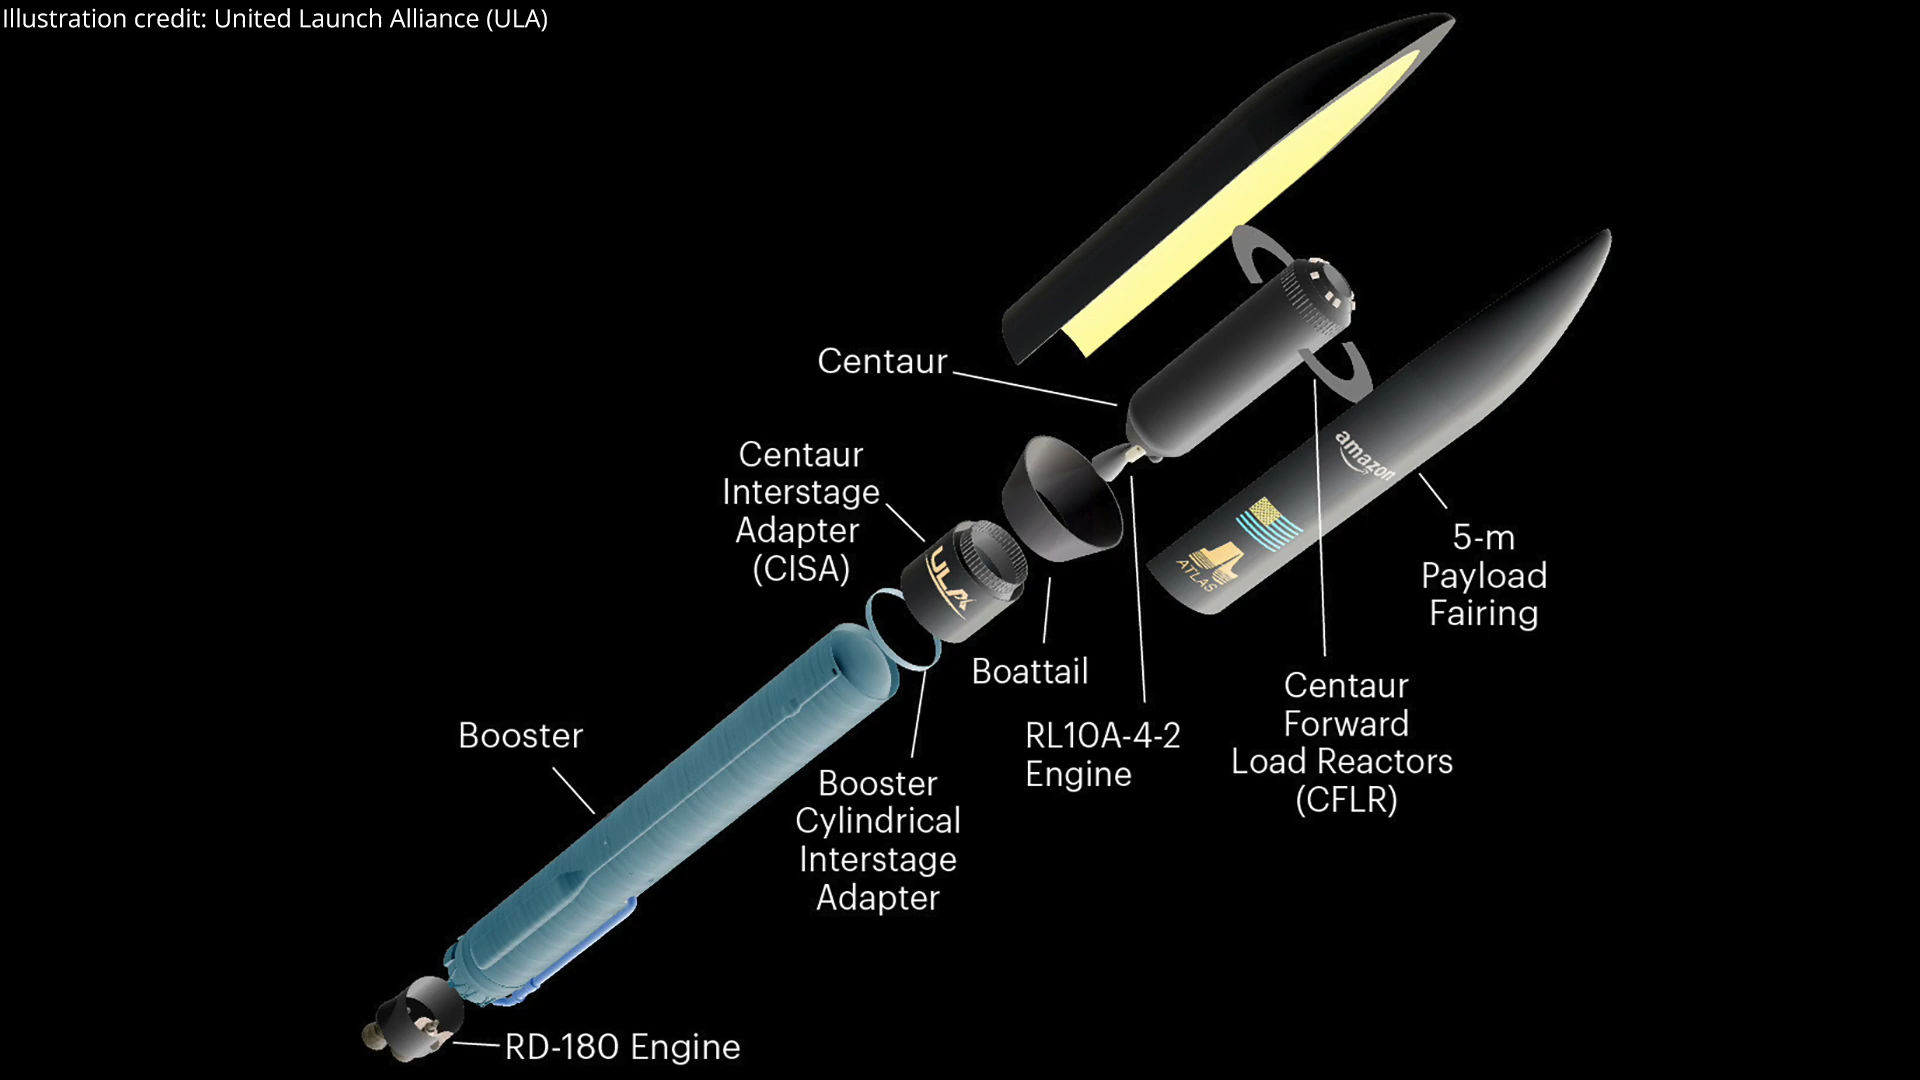 Illustration credit: United Launch Alliance (ULA)
Centaur
Centaur
Interstage
Adapter
(CISA)
amazon
ATLAS
ULA
5-m
Payload
Fairing
Boattail
RL10A-4-2
Engine
Centaur
Forward
Load Reactors
(CFLR)
Booster
Booster
Cylindrical
Interstage
Adapter
RD-180 Engine